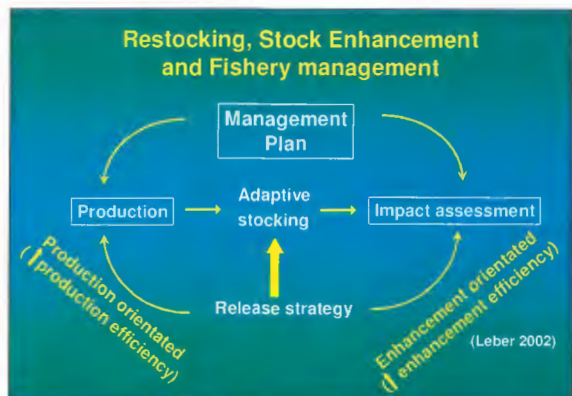 Restocking, Stock Enhancement
and Fishery management
Management
Plan
Production
Adaptive
stocking
Impact assessment
Production orientated
(⬆production efficiency)
Release strategy
Enhancement orientated
(⬆ enhancement efficiency)
(Leber 2002)